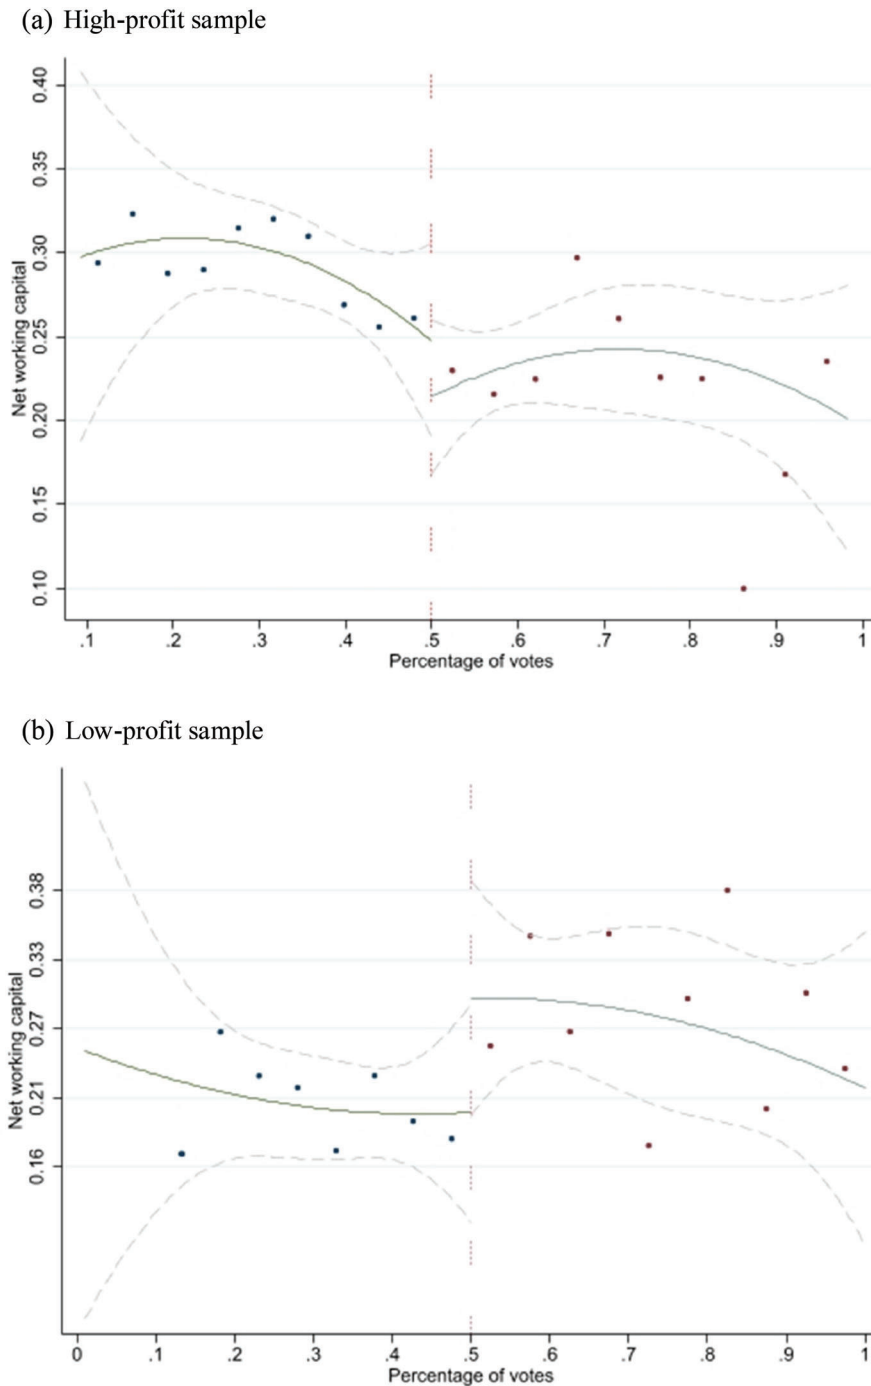 (a) High-profit sample
0.40
0.35
0.30
0.25
0.20
0.15
0.10
Net working capital
.1 .2 .3 .4 .5 .6 .7 .8 .9 1
Percentage of votes
(b) Low-profit sample
0.38
0.33
0.27
0.21
0.16
Net working capital
0 .1 .2 .3 .4 .5 .6 .7 .8 .9 1
Percentage of votes